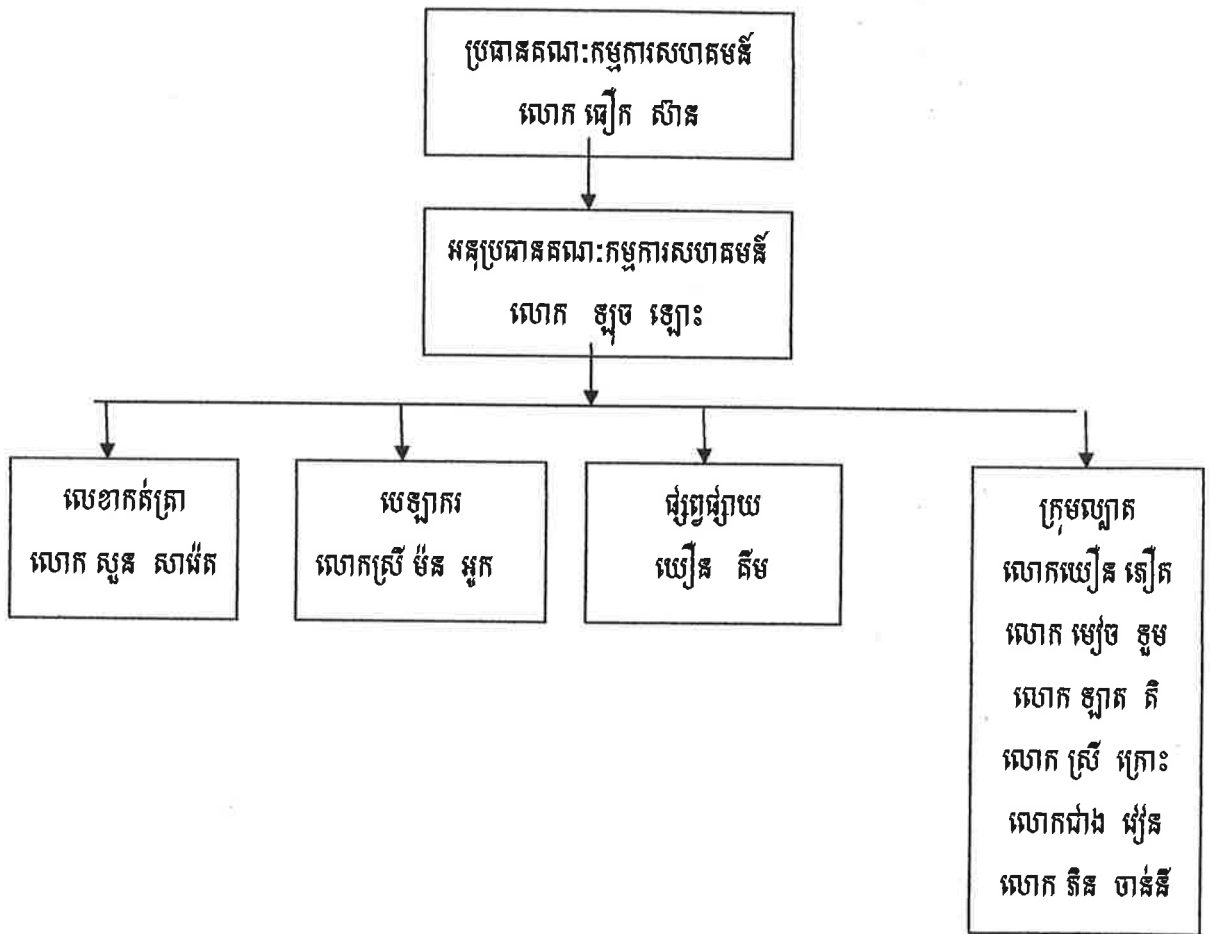 ប្រធានគណៈកម្មការសហគមន៍
លោក ធឿក ស៊ាន
អនុប្រធានគណៈកម្មការសហគមន៍
លោក ឡុច ឡោះ
លេខាកត់ត្រា
លោក សួន សារ៉េត
បេឡាករ
លោកស្រី ម៉ន អូក
ផ្សព្វផ្សាយ
យឿន គីម
ក្រុមល្បាត
លោកយឿន ភឿត
លោក មៀច ទួម
លោក ឡាត តិ
លោក ស្រី ក្រោះ
លោកជាង វៀន
លោក ភិន ចាន់នី